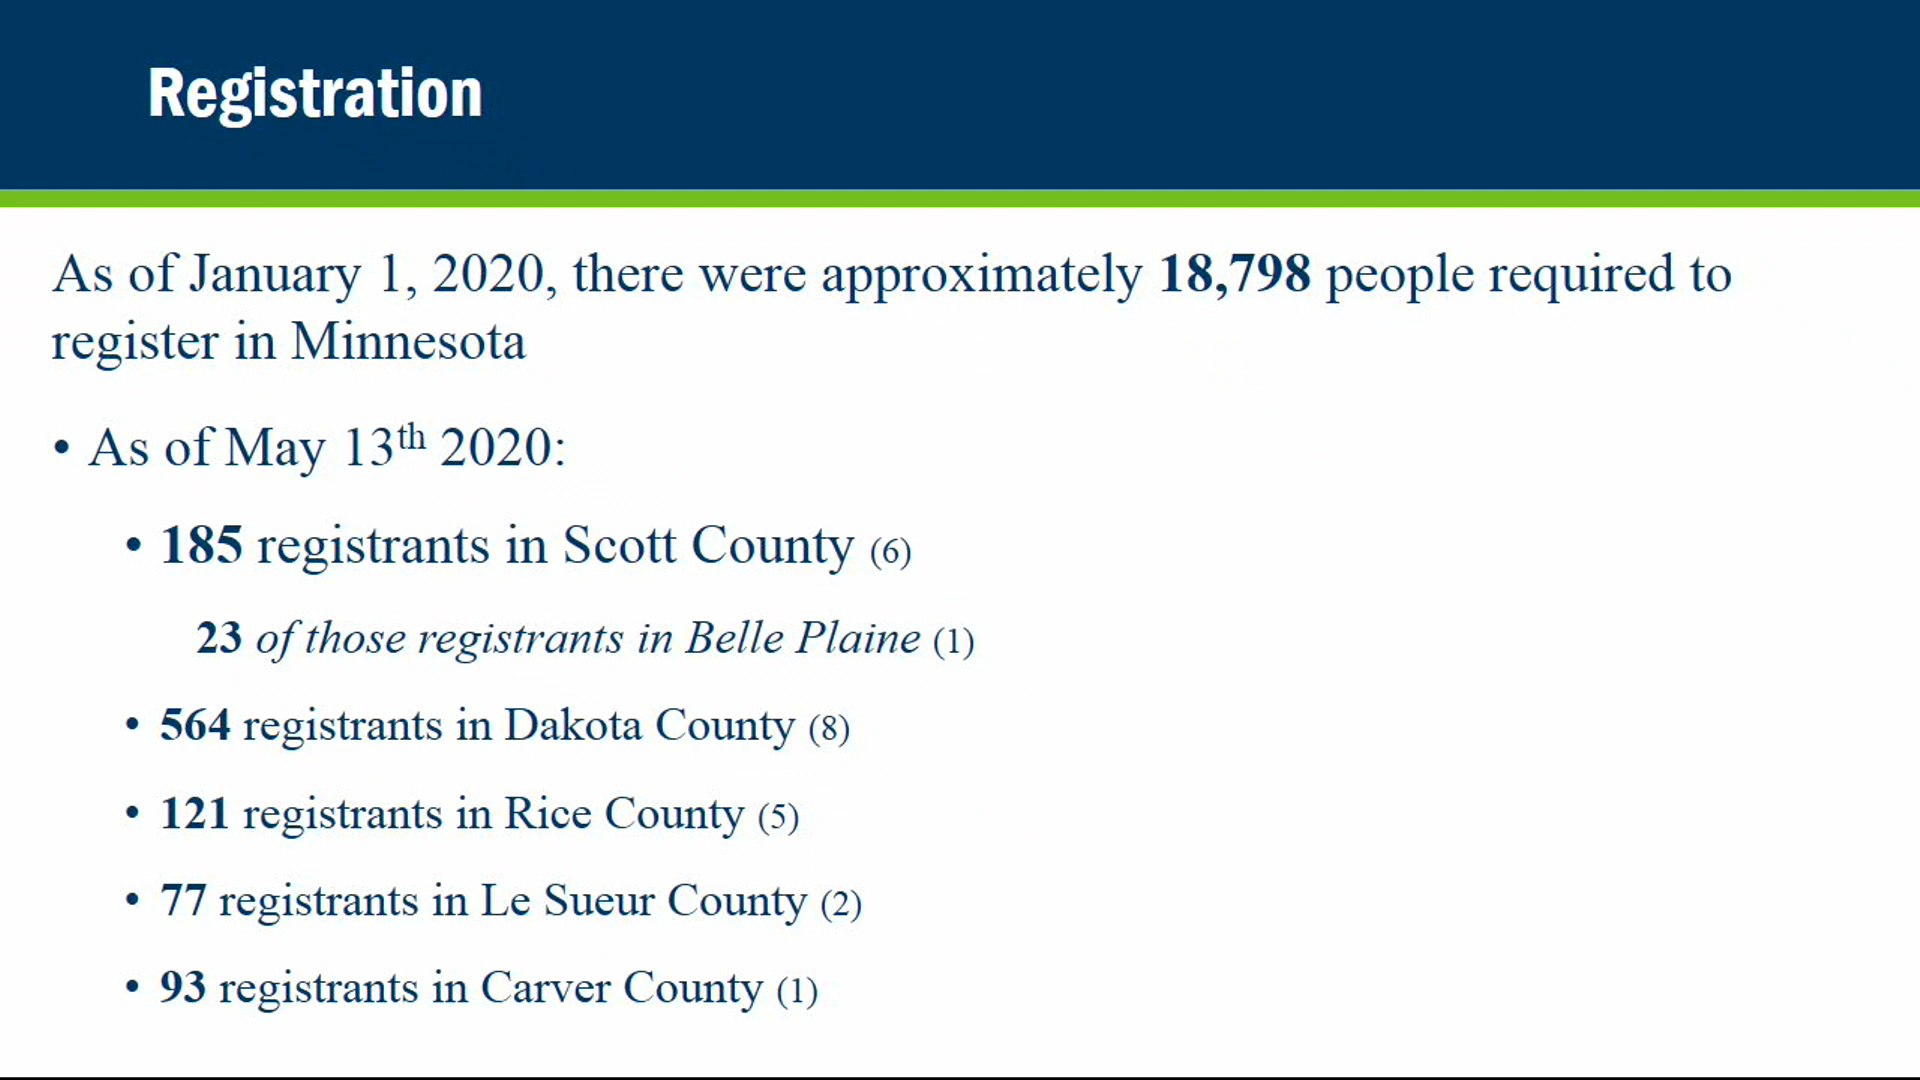 Registration
As of January 1, 2020, there were approximately 18,798 people required to
register in Minnesota
• As of May 13th 2020:
• 185 registrants in Scott County (6)
23 of those registrants in Belle Plaine (1)
• 564 registrants in Dakota County (8)
• 121 registrants in Rice County (5)
• 77 registrants in Le Sueur County (2)
• 93 registrants in Carver County (1)